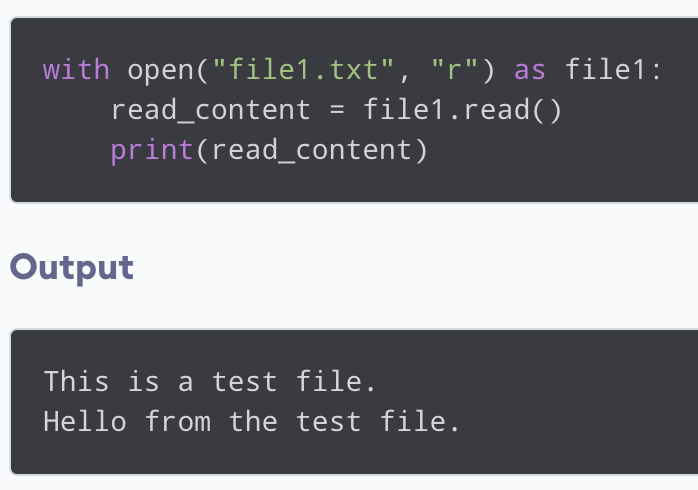 with open("file1.txt", "r") as file1:
    read_content = file1.read()
    print(read_content)
Output
This is a test file.
Hello from the test file.